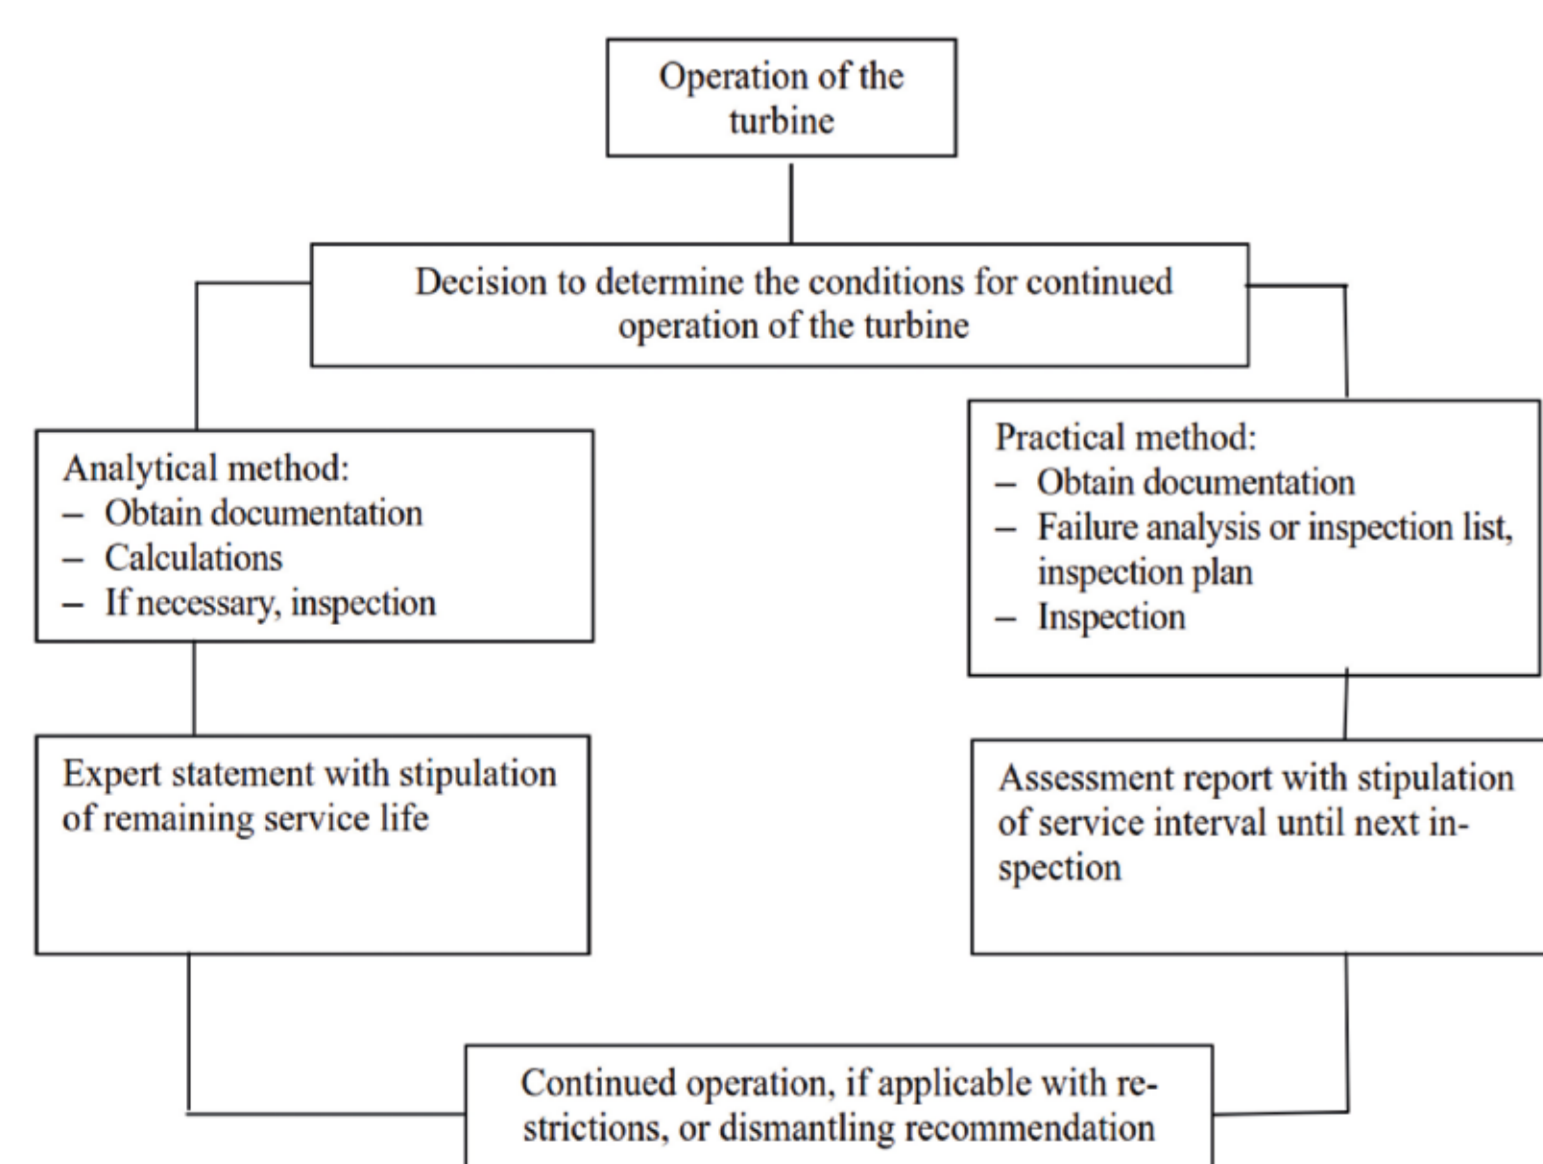 Operation of the
turbine
Decision to determine the conditions for continued
operation of the turbine
Analytical method:
– Obtain documentation
– Calculations
– If necessary, inspection
Practical method:
– Obtain documentation
– Failure analysis or inspection list,
inspection plan
– Inspection
Expert statement with stipulation
of remaining service life
Assessment report with stipulation
of service interval until next in-
spection
Continued operation, if applicable with re-
strictions, or dismantling recommendation